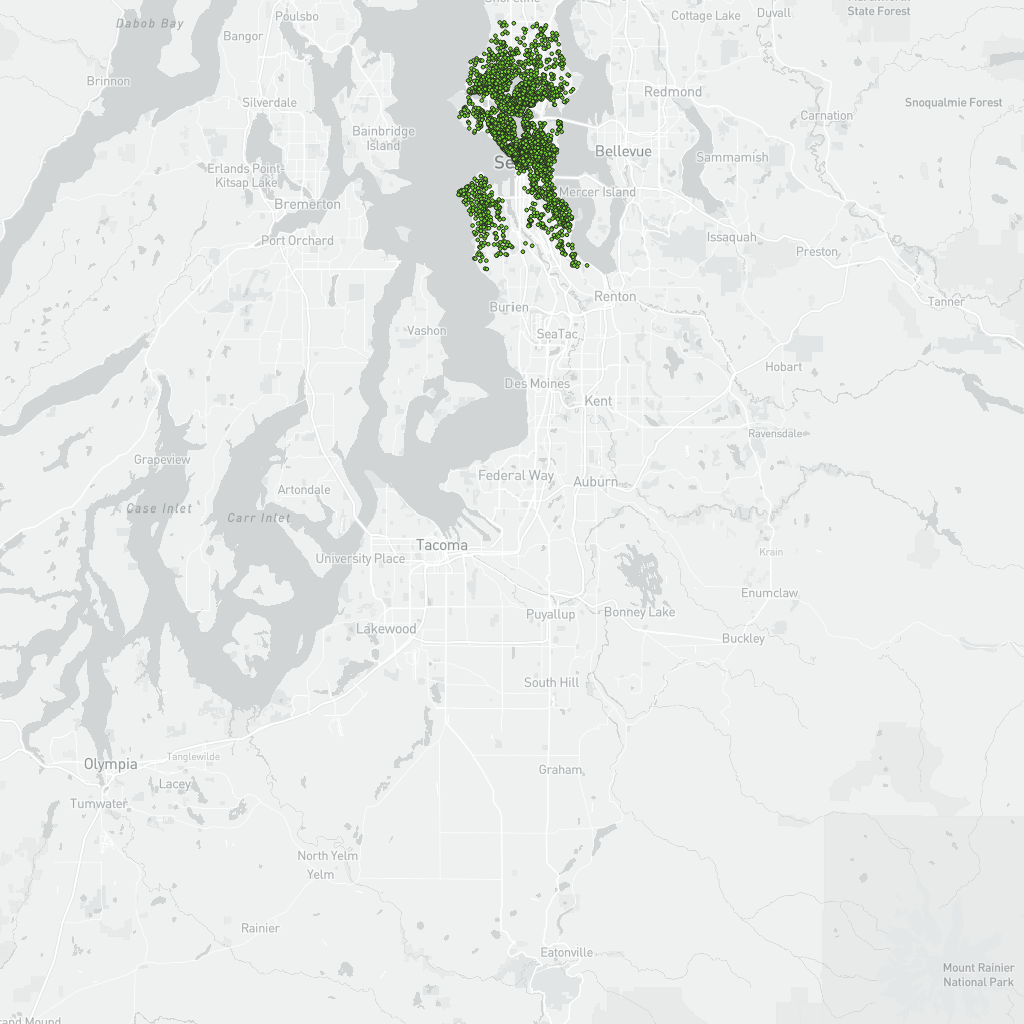 Shoreline
Poulsbo
Cottage Lake
Duvall
State Forest
Dabob Bay
Bangor
Brinnon
Redmond
Silverdale
Snoqualmie Forest
Carnation
Bainbridge
Island
Bellevue
Sammamish
Se
Erlands Point-
Kitsap Lake
Mercer Island
Bremerton
Port Orchard
Issaquah
Preston
Renton
Tanner
Burien
Vashon
SeaTac
Hobart
Des Moines
Kent
Ravensdale
Grapeview
Federal Way
Auburn
Artondale
Case Inlet
Carr Inlet
Tacoma
Krain
University Place
Enumclaw
Puyallup
Bonney Lake
Lakewood
Buckley
South Hill
Tanglewilde
Olympia
Graham
Lacey
Tumwater
North Yelm
Yelm
Rainier
Eatonville
Mount Rainier
National Park
and Mound